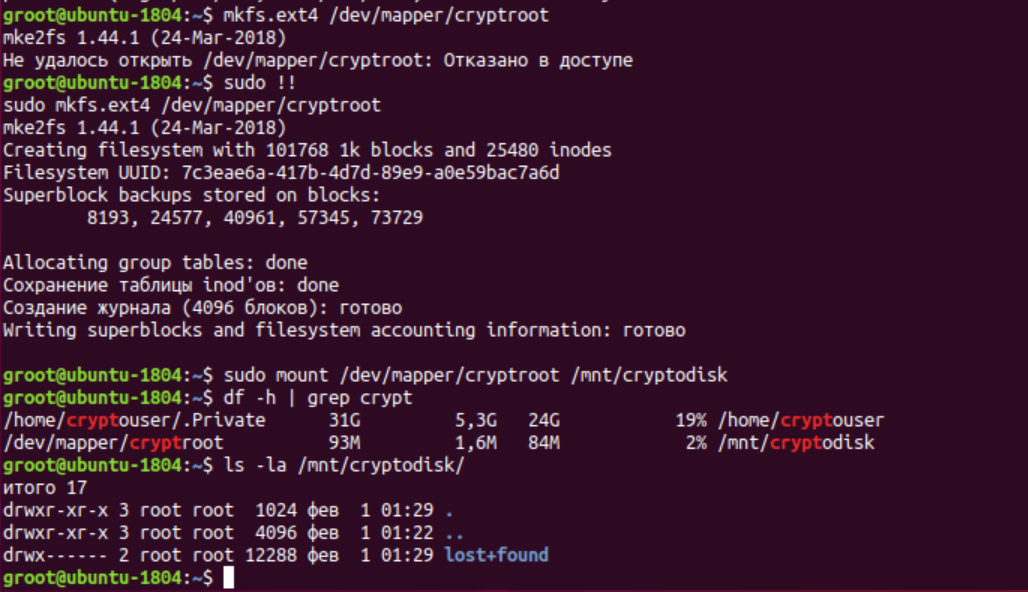 groot@ubuntu-1804:~$ mkfs.ext4 /dev/mapper/cryptroot
mke2fs 1.44.1 (24-Mar-2018)
Не удалось открыть /dev/mapper/cryptroot: Отказано в доступе
groot@ubuntu-1804:~$ sudo !!
sudo mkfs.ext4 /dev/mapper/cryptroot
mke2fs 1.44.1 (24-Mar-2018)
Creating filesystem with 101768 1k blocks and 25480 inodes
Filesystem UUID: 7c3eae6a-417b-4d7d-89e9-a0e59bac7a6d
Superblock backups stored on blocks:
        8193, 24577, 40961, 57345, 73729
Allocating group tables: done
Сохранение таблицы inod'ов: done
Создание журнала (4096 блоков): готово
Writing superblocks and filesystem accounting information: готово
groot@ubuntu-1804:~$ sudo mount /dev/mapper/cryptroot /mnt/cryptodisk
groot@ubuntu-1804:~$ df -h | grep crypt
/home/cryptouser/.Private      31G         5,3G   24G           19% /home/cryptouser
/dev/mapper/cryptroot          93M         1,6M   84M            2% /mnt/cryptodisk
groot@ubuntu-1804:~$ ls -la /mnt/cryptodisk/
итого 17
drwxr-xr-x 3 root root  1024 фев  1 01:29 .
drwxr-xr-x 3 root root  4096 фев  1 01:22 ..
drwx------ 2 root root 12288 фев  1 01:29 lost+found
groot@ubuntu-1804:~$